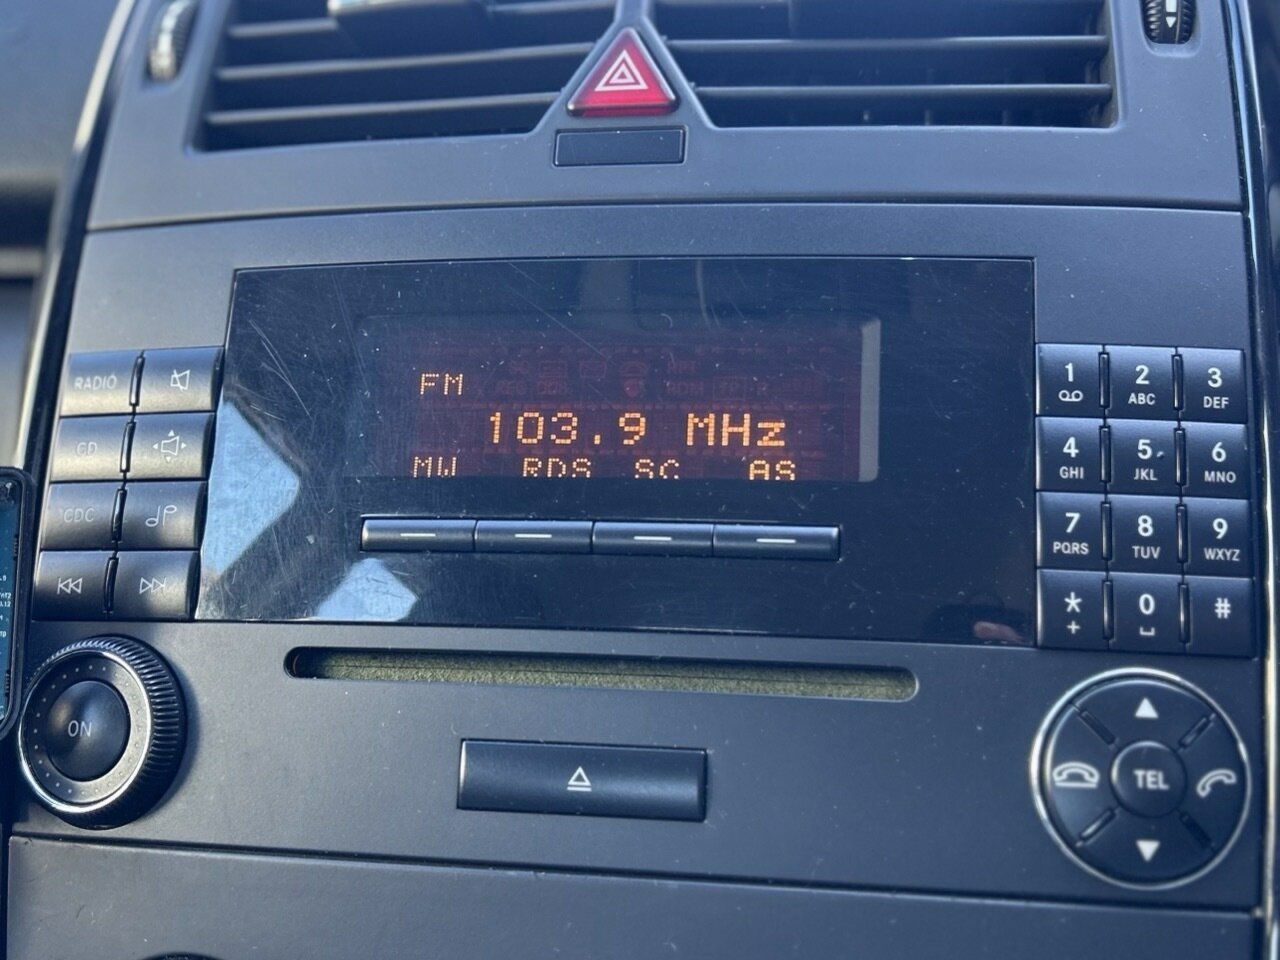 FM
103.9 MHz
MW RDS SC AS
RADIO
CD
CDC
ON
1
2 ABC
3 DEF
4 GHI
5 JKL
6 MNO
7 PQRS
8 TUV
9 WXYZ
* +
0
#
TEL